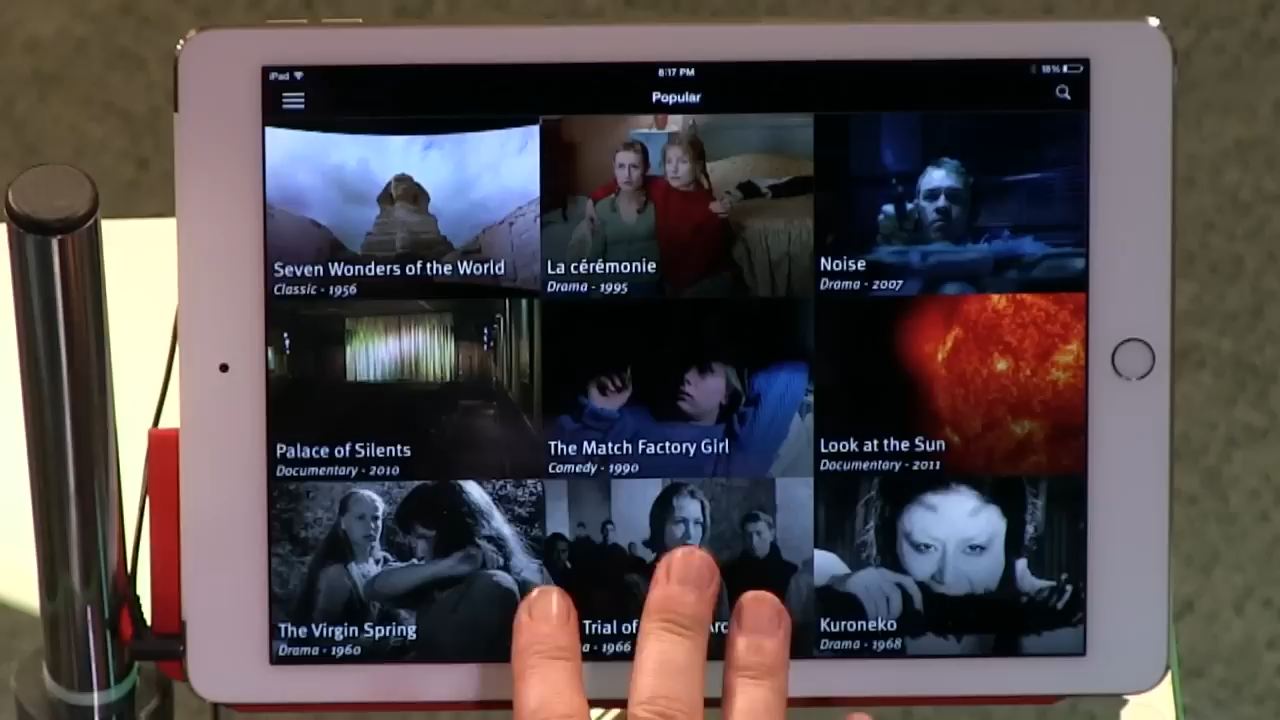 iPad
8:17 PM
18%
Popular
Seven Wonders of the World
Classic - 1956
La cérémonie
Drama - 1995
Noise
Drama - 2007
Palace of Silents
Documentary - 2010
The Match Factory Girl
Comedy - 1990
Look at the Sun
Documentary - 2011
The Virgin Spring
Drama - 1960
Trial of
- 1966
Kuroneko
Drama - 1968